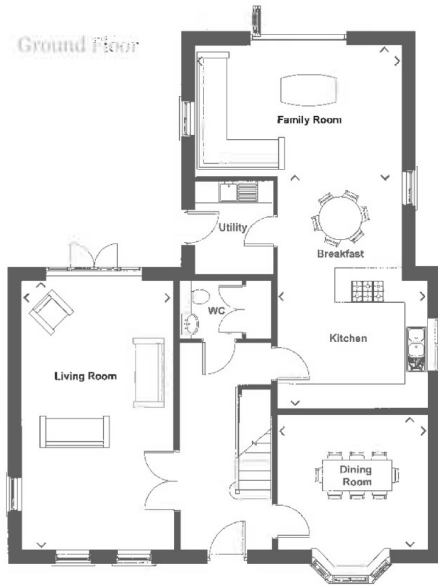 Ground Floor
Family Room
Utility
Breakfast
WC
Kitchen
Living Room
Dining
Room